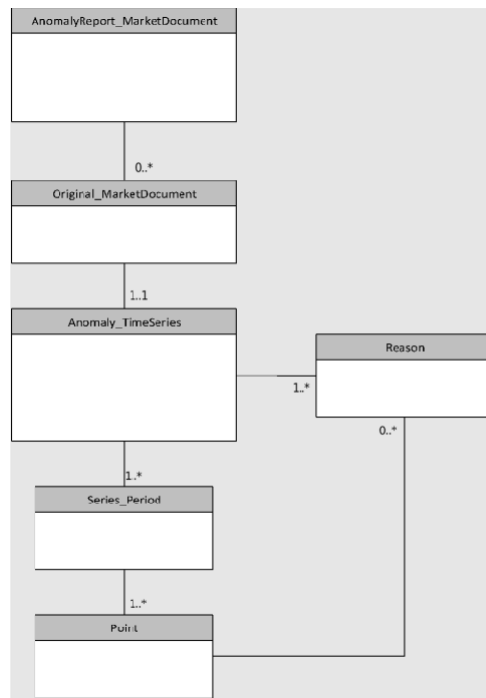 AnomalyReport_MarketDocument
0..*
Original_MarketDocument
1..1
Anomaly_TimeSeries
Reason
1..*
0..*
1..*
Series_Period
1..*
Point